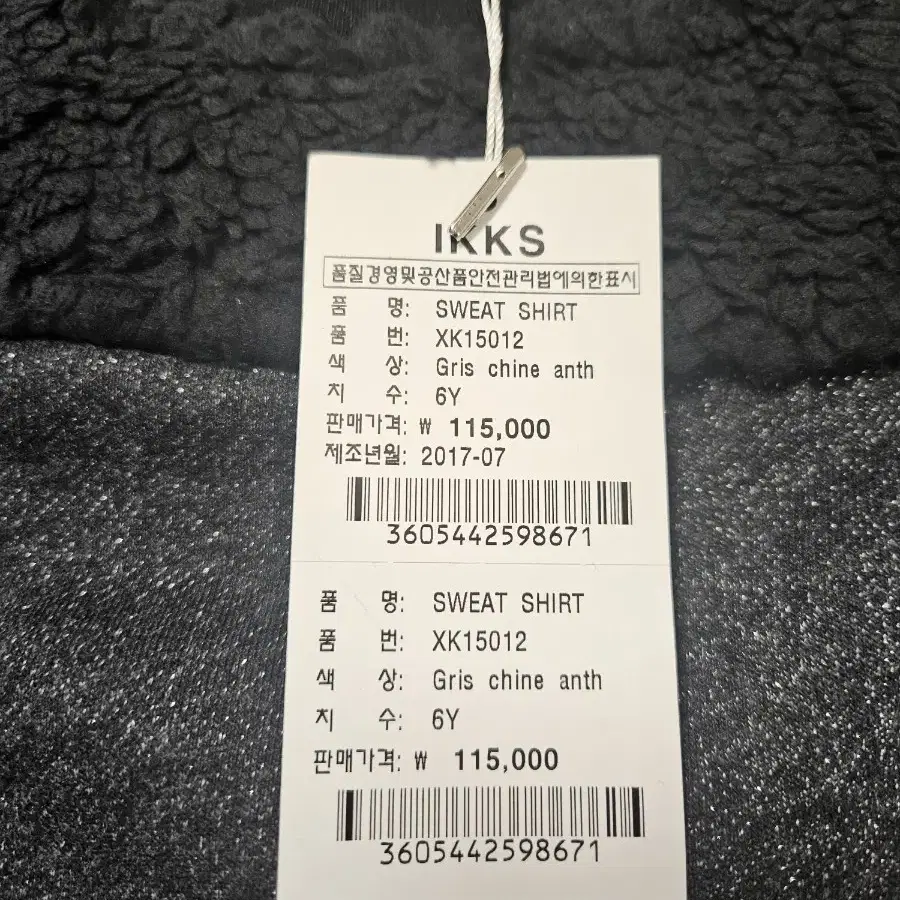 IKKS
품질경영및공산품안전관리법에의한표시
품 명: SWEAT SHIRT
품 번: XK15012
색 상: Gris chine anth
치 수: 6Y
판매가격: ₩ 115,000
제조년월: 2017-07
3605442598671
품 명: SWEAT SHIRT
품 번: XK15012
색 상: Gris chine anth
치 수: 6Y
판매가격: ₩ 115,000
3605442598671